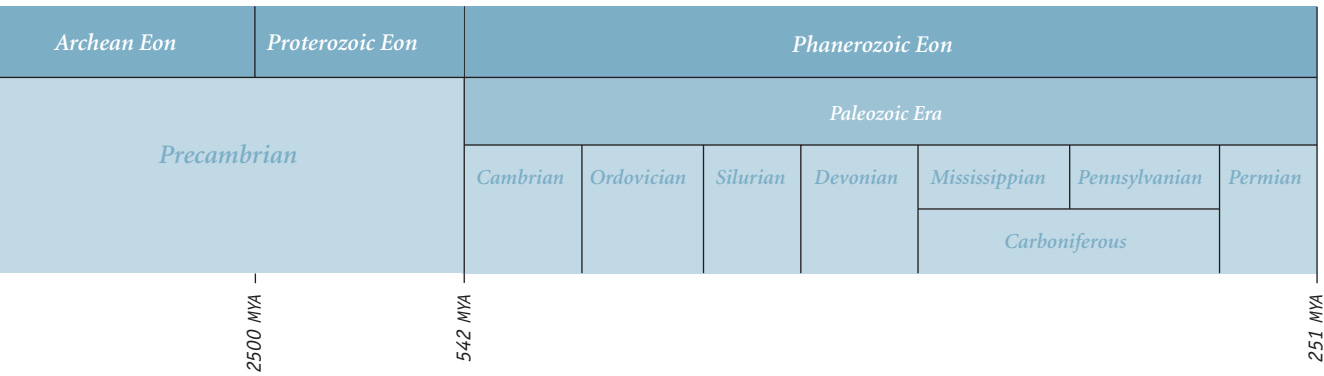 Archean Eon
Proterozoic Eon
Phanerozoic Eon
Paleozoic Era
Precambrian
Cambrian
Ordovician
Silurian
Devonian
Mississippian
Pennsylvanian
Permian
Carboniferous
2500 MYA
542 MYA
251 MYA